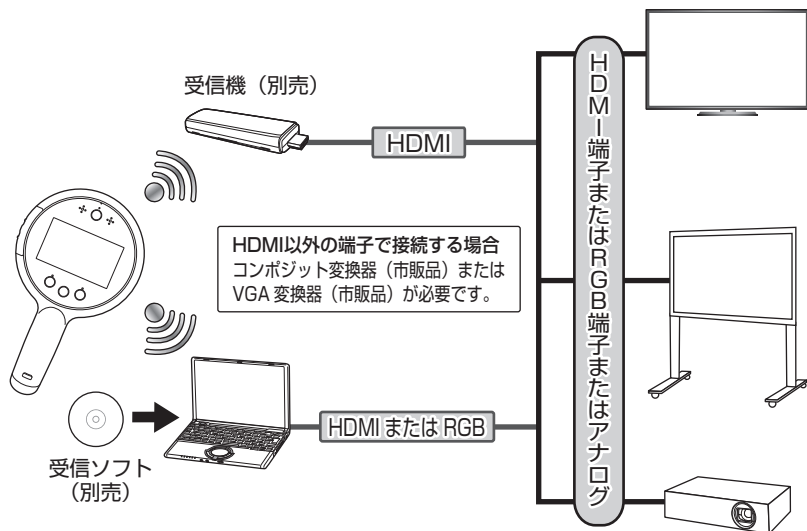 受信機（別売）
HDMI
HDMI端子またはRGB端子またはアナログ
HDMI以外の端子で接続する場合
コンポジット変換器（市販品）または
VGA 変換器（市販品）が必要です。
HDMI または RGB
受信ソフト
（別売）